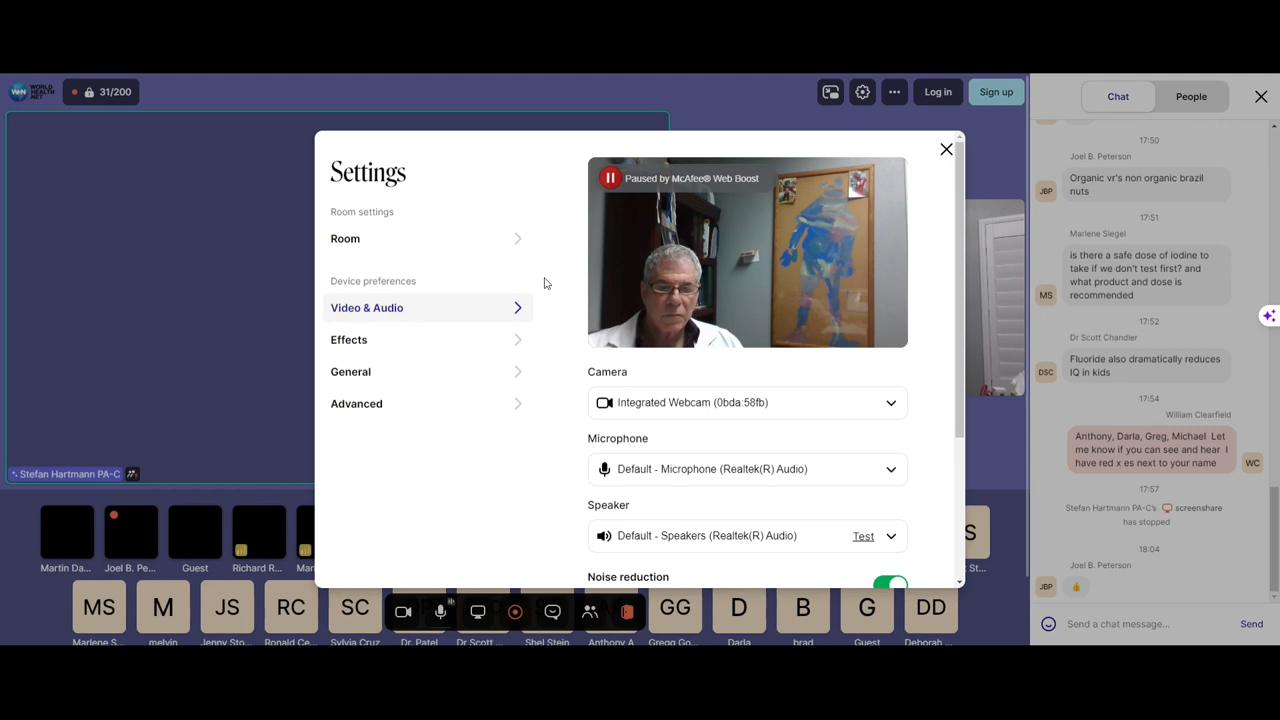 WORLD
HEALTH
NET
31/200
Log in
Sign up
Chat
People
Settings
Room settings
Room
Device preferences
Video & Audio
Effects
General
Advanced
Paused by McAfee® Web Boost
Camera
Integrated Webcam (0bda:58fb)
Microphone
Default - Microphone (Realtek(R) Audio)
Speaker
Default - Speakers (Realtek(R) Audio)
Test
Noise reduction
17:50
Joel B. Peterson
Organic vr's non organic brazil
nuts
JBP
17:51
Marlene Siegel
is there a safe dose of iodine to
take if we don't test first? and
what product and dose is
recommended
MS
17:52
Dr Scott Chandler
Fluoride also dramatically reduces
IQ in kids
DSC
17:54
William Clearfield
Anthony, Darla, Greg, Michael Let
me know if you can see and hear I
have red x es next to your name
WC
17:57
Stefan Hartmann PA-C's screenshare
has stopped
18:04
Joel B. Peterson
JBP 👍
Send a chat message...
Send
Stefan Hartmann PA-C
Martin Da...
Joel B. Pe...
Guest
Richard R...
S
St...
MS
M
JS
RC
SC
GG
D
B
G
DD
Marlene S...
melvin
Jenny Sto...
Ronald Ce...
Sylvia Cruz
Dr. Patel
Dr Scott ...
Shel Stein
Anthony A
Gregg Go...
Darla
brad
Guest
Deborah ...